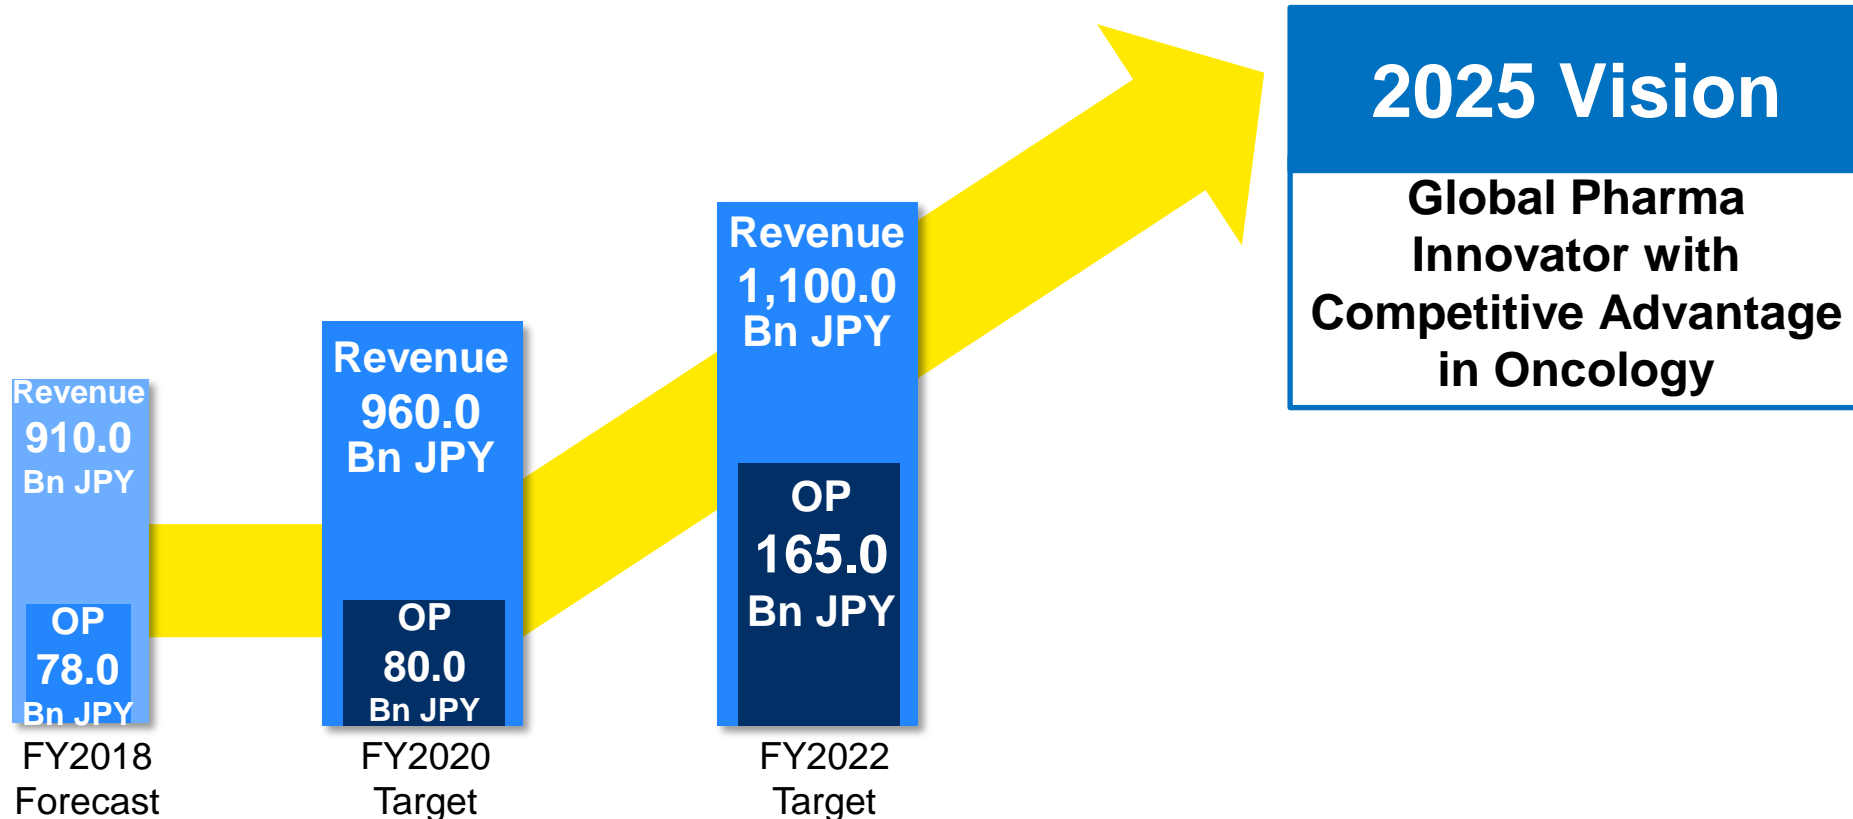 2025 Vision
Global Pharma
Innovator with
Competitive Advantage
in Oncology
Revenue
910.0
Bn JPY
OP
78.0
Bn JPY
FY2018
Forecast
Revenue
960.0
Bn JPY
OP
80.0
Bn JPY
FY2020
Target
Revenue
1,100.0
Bn JPY
OP
165.0
Bn JPY
FY2022
Target